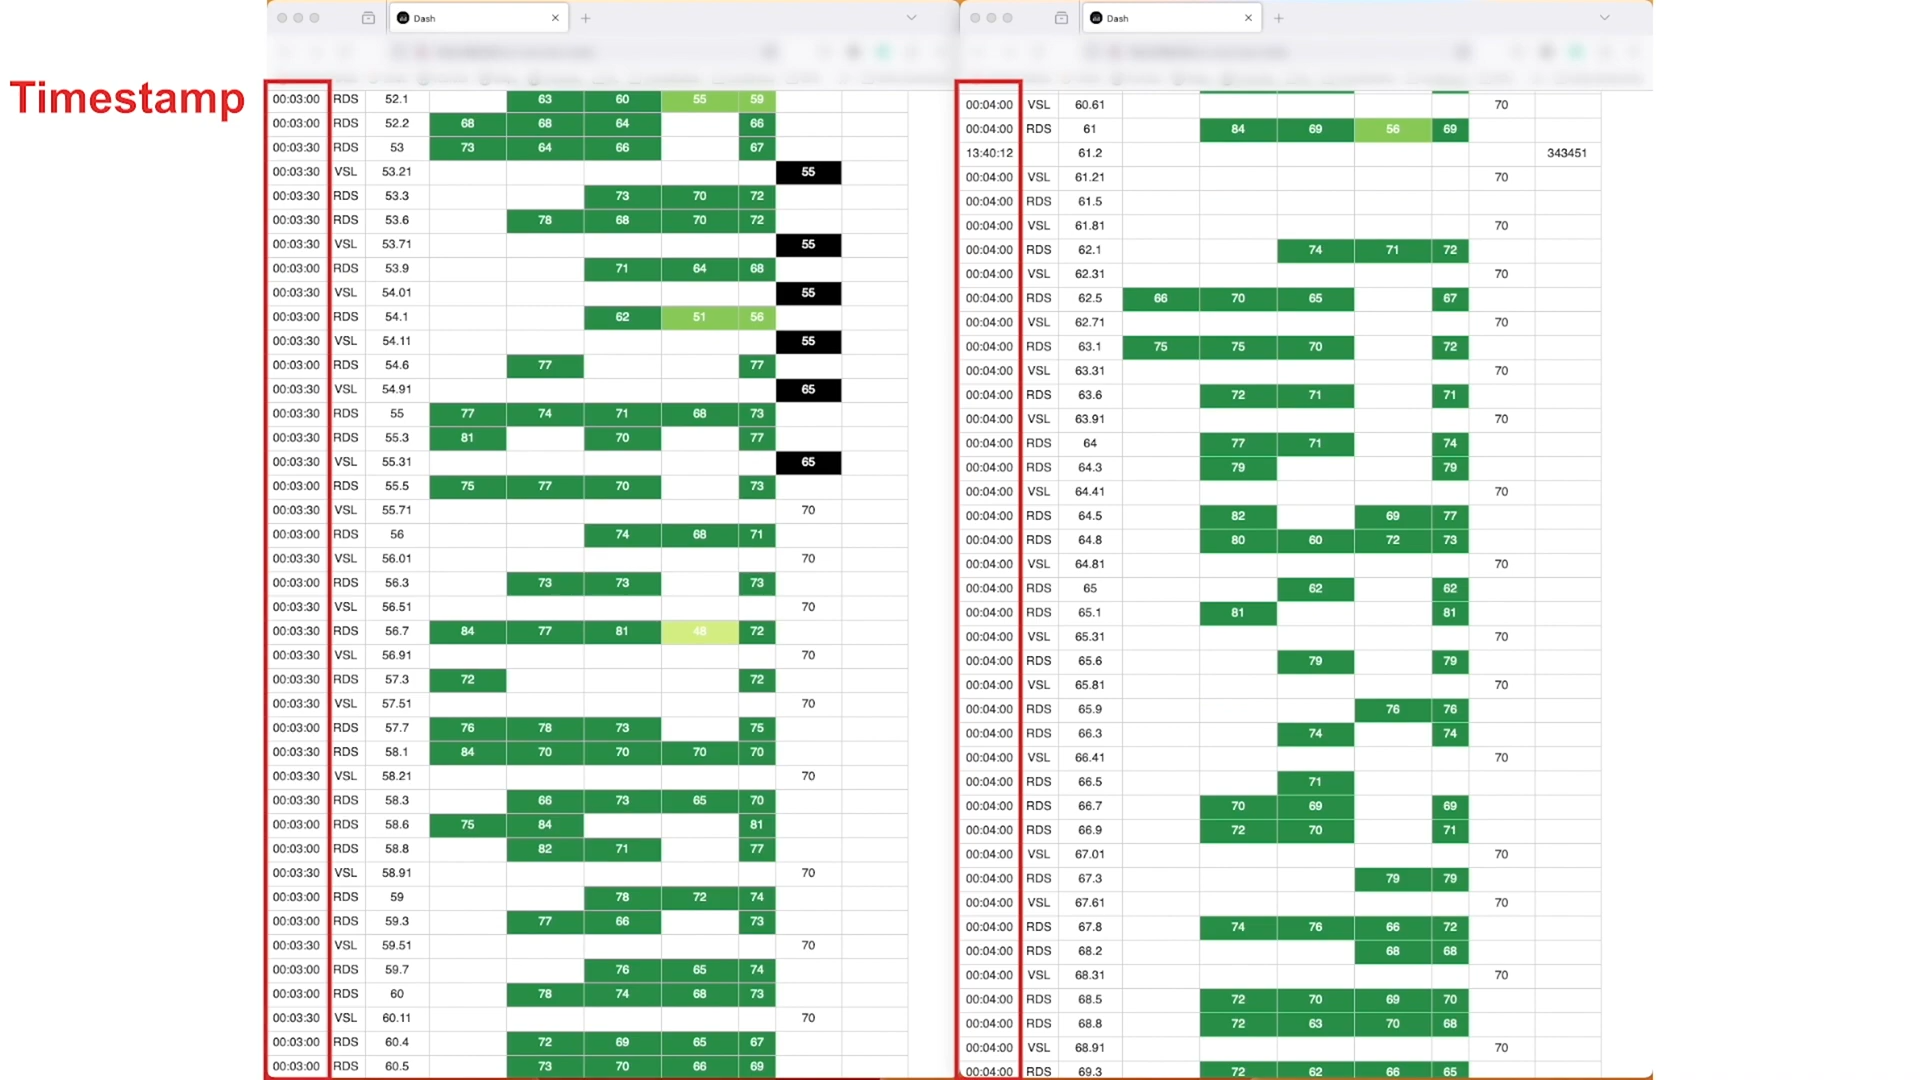 Dash
Dash
Timestamp
00:03:00 RDS 52.1 63 60 55 59
00:03:00 RDS 52.2 68 68 64 66
00:03:30 RDS 53 73 64 66 67
00:03:30 VSL 53.21 55
00:03:30 RDS 53.3 73 70 72
00:03:30 RDS 53.6 78 68 70 72
00:03:30 VSL 53.71 55
00:03:00 RDS 53.9 71 64 68
00:03:30 VSL 54.01 55
00:03:00 RDS 54.1 62 51 56
00:03:30 VSL 54.11 55
00:03:00 RDS 54.6 77 77
00:03:30 VSL 54.91 65
00:03:30 RDS 55 77 74 71 68 73
00:03:30 RDS 55.3 81 70 77
00:03:30 VSL 55.31 65
00:03:00 RDS 55.5 75 77 70 73
00:03:30 VSL 55.71 70
00:03:00 RDS 56 74 68 71
00:03:30 VSL 56.01 70
00:03:00 RDS 56.3 73 73 73
00:03:30 VSL 56.51 70
00:03:30 RDS 56.7 84 77 81 48 72
00:03:30 VSL 56.91 70
00:03:30 RDS 57.3 72 72
00:03:30 VSL 57.51 70
00:03:00 RDS 57.7 76 78 73 75
00:03:30 RDS 58.1 84 70 70 70 70
00:03:30 VSL 58.21 70
00:03:30 RDS 58.3 66 73 65 70
00:03:00 RDS 58.6 75 84 81
00:03:00 RDS 58.8 82 71 77
00:03:30 VSL 58.91 70
00:03:00 RDS 59 78 72 74
00:03:00 RDS 59.3 77 66 73
00:03:30 VSL 59.51 70
00:03:00 RDS 59.7 76 65 74
00:03:00 RDS 60 78 74 68 73
00:03:30 VSL 60.11 70
00:03:00 RDS 60.4 72 69 65 67
00:03:00 RDS 60.5 73 70 66 69
00:04:00 VSL 60.61 70
00:04:00 RDS 61 84 69 56 69
13:40:12 61.2 343451
00:04:00 VSL 61.21 70
00:04:00 RDS 61.5
00:04:00 VSL 61.81 70
00:04:00 RDS 62.1 74 71 72
00:04:00 VSL 62.31 70
00:04:00 RDS 62.5 66 70 65 67
00:04:00 VSL 62.71 70
00:04:00 RDS 63.1 75 75 70 72
00:04:00 VSL 63.31 70
00:04:00 RDS 63.6 72 71 71
00:04:00 VSL 63.91 70
00:04:00 RDS 64 77 71 74
00:04:00 RDS 64.3 79 79
00:04:00 VSL 64.41 70
00:04:00 RDS 64.5 82 69 77
00:04:00 RDS 64.8 80 60 72 73
00:04:00 VSL 64.81 70
00:04:00 RDS 65 62 62
00:04:00 RDS 65.1 81 81
00:04:00 VSL 65.31 70
00:04:00 RDS 65.6 79 79
00:04:00 VSL 65.81 70
00:04:00 RDS 65.9 76 76
00:04:00 RDS 66.3 74 74
00:04:00 VSL 66.41 70
00:04:00 RDS 66.5 71
00:04:00 RDS 66.7 70 69 69
00:04:00 RDS 66.9 72 70 71
00:04:00 VSL 67.01 70
00:04:00 RDS 67.3 79 79
00:04:00 VSL 67.61 70
00:04:00 RDS 67.8 74 76 66 72
00:04:00 RDS 68.2 68 68
00:04:00 VSL 68.31 70
00:04:00 RDS 68.5 72 70 69 70
00:04:00 RDS 68.8 72 63 70 68
00:04:00 VSL 68.91 70
00:04:00 RDS 69.3 72 62 66 65